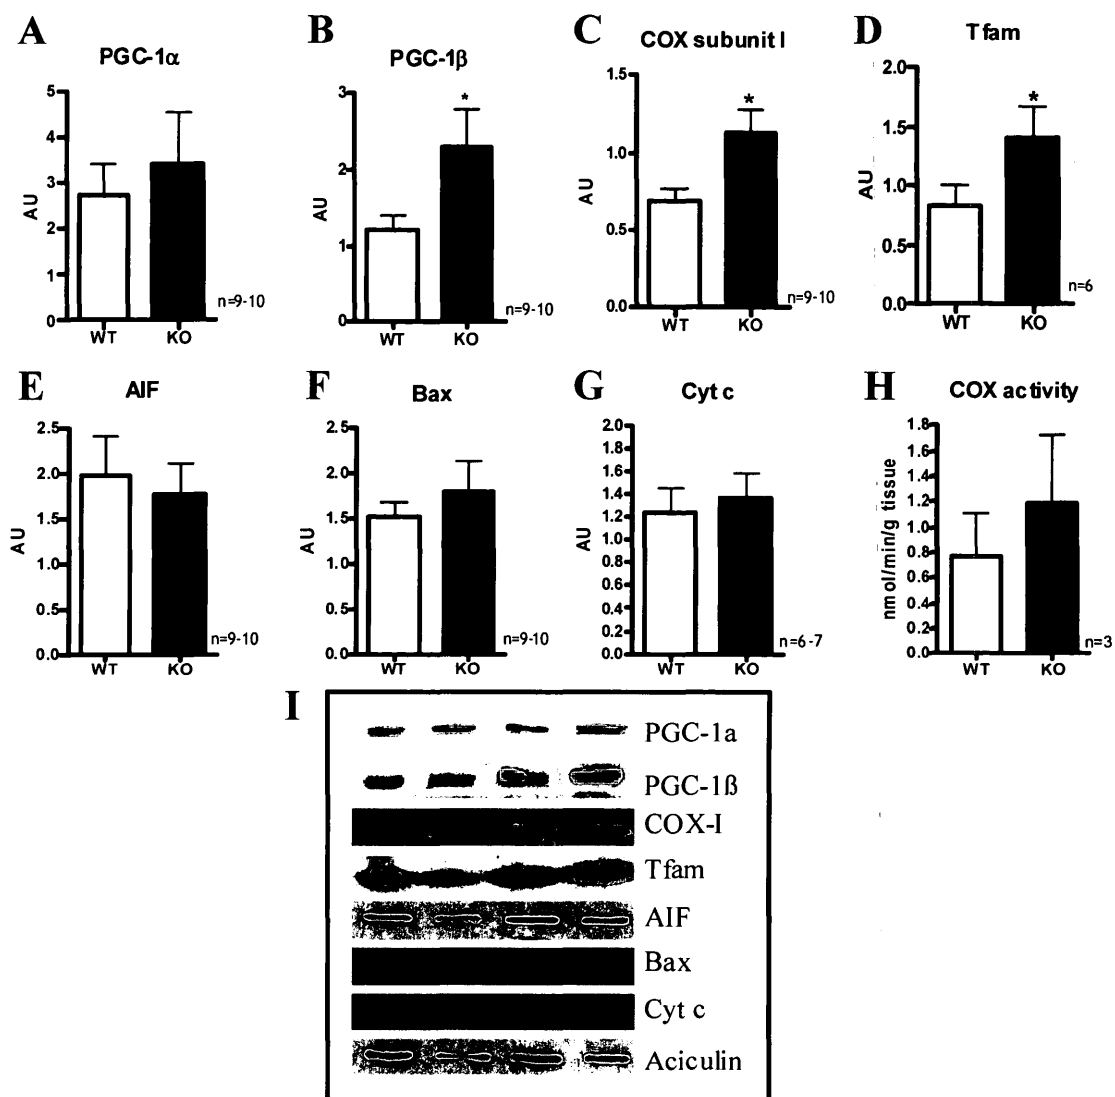 A
PGC-1α
5
4
3
2
1
0
AU
WT
KO
n=9-10
B
PGC-1β
*
3
2
1
0
AU
WT
KO
n=9-10
C
COX subunit I
*
1.5
1.0
0.5
0.0
AU
WT
KO
n=9-10
D
Tfam
*
2.0
1.5
1.0
0.5
0.0
AU
WT
KO
n=6
E
AIF
2.5
2.0
1.5
1.0
0.5
0.0
AU
WT
KO
n=9-10
F
Bax
2.5
2.0
1.5
1.0
0.5
0.0
AU
WT
KO
n=9-10
G
Cyt c
2.0
1.8
1.6
1.4
1.2
1.0
0.8
0.6
0.4
0.2
0.0
AU
WT
KO
n=6-7
H
COX activity
1.8
1.6
1.4
1.2
1.0
0.8
0.6
0.4
0.2
0.0
nmol/min/g tissue
WT
KO
n=3
I
PGC-1a
PGC-1ß
COX-I
Tfam
AIF
Bax
Cyt c
Aciculin